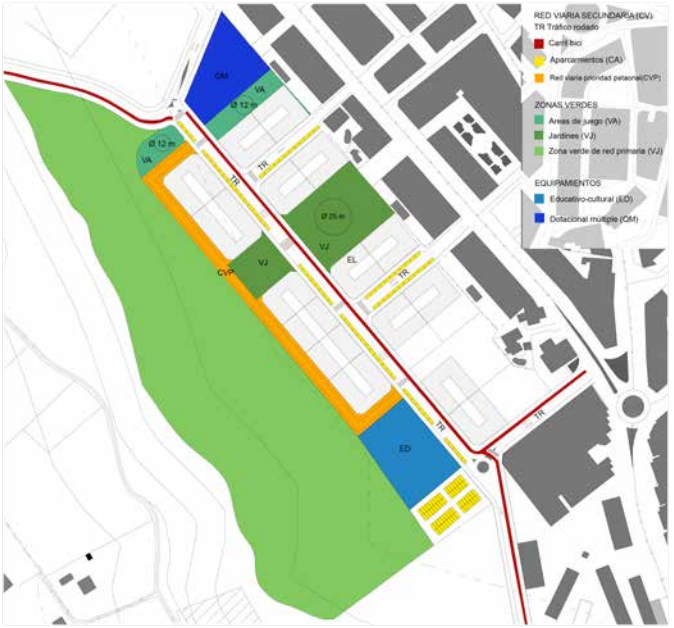 RED VIARIA SECUNDARIA (CV)
TR Tráfico rodado
Carril bici
Aparcamientos (CA)
Red viaria prioridad peatonal(CVP)
ZONAS VERDES
Areas de juego (VA)
Jardines (VJ)
Zona verde de red primaria (VJ)
EQUIPAMIENTOS
Educativo-cultural (ED)
Dotacional múltiple (QM)
QM
VA
Ø 12 m
Ø 12 m
VA
TR
TR
Ø 25 m
VJ
VJ
EL
CVP
TR
ED
TR
TR